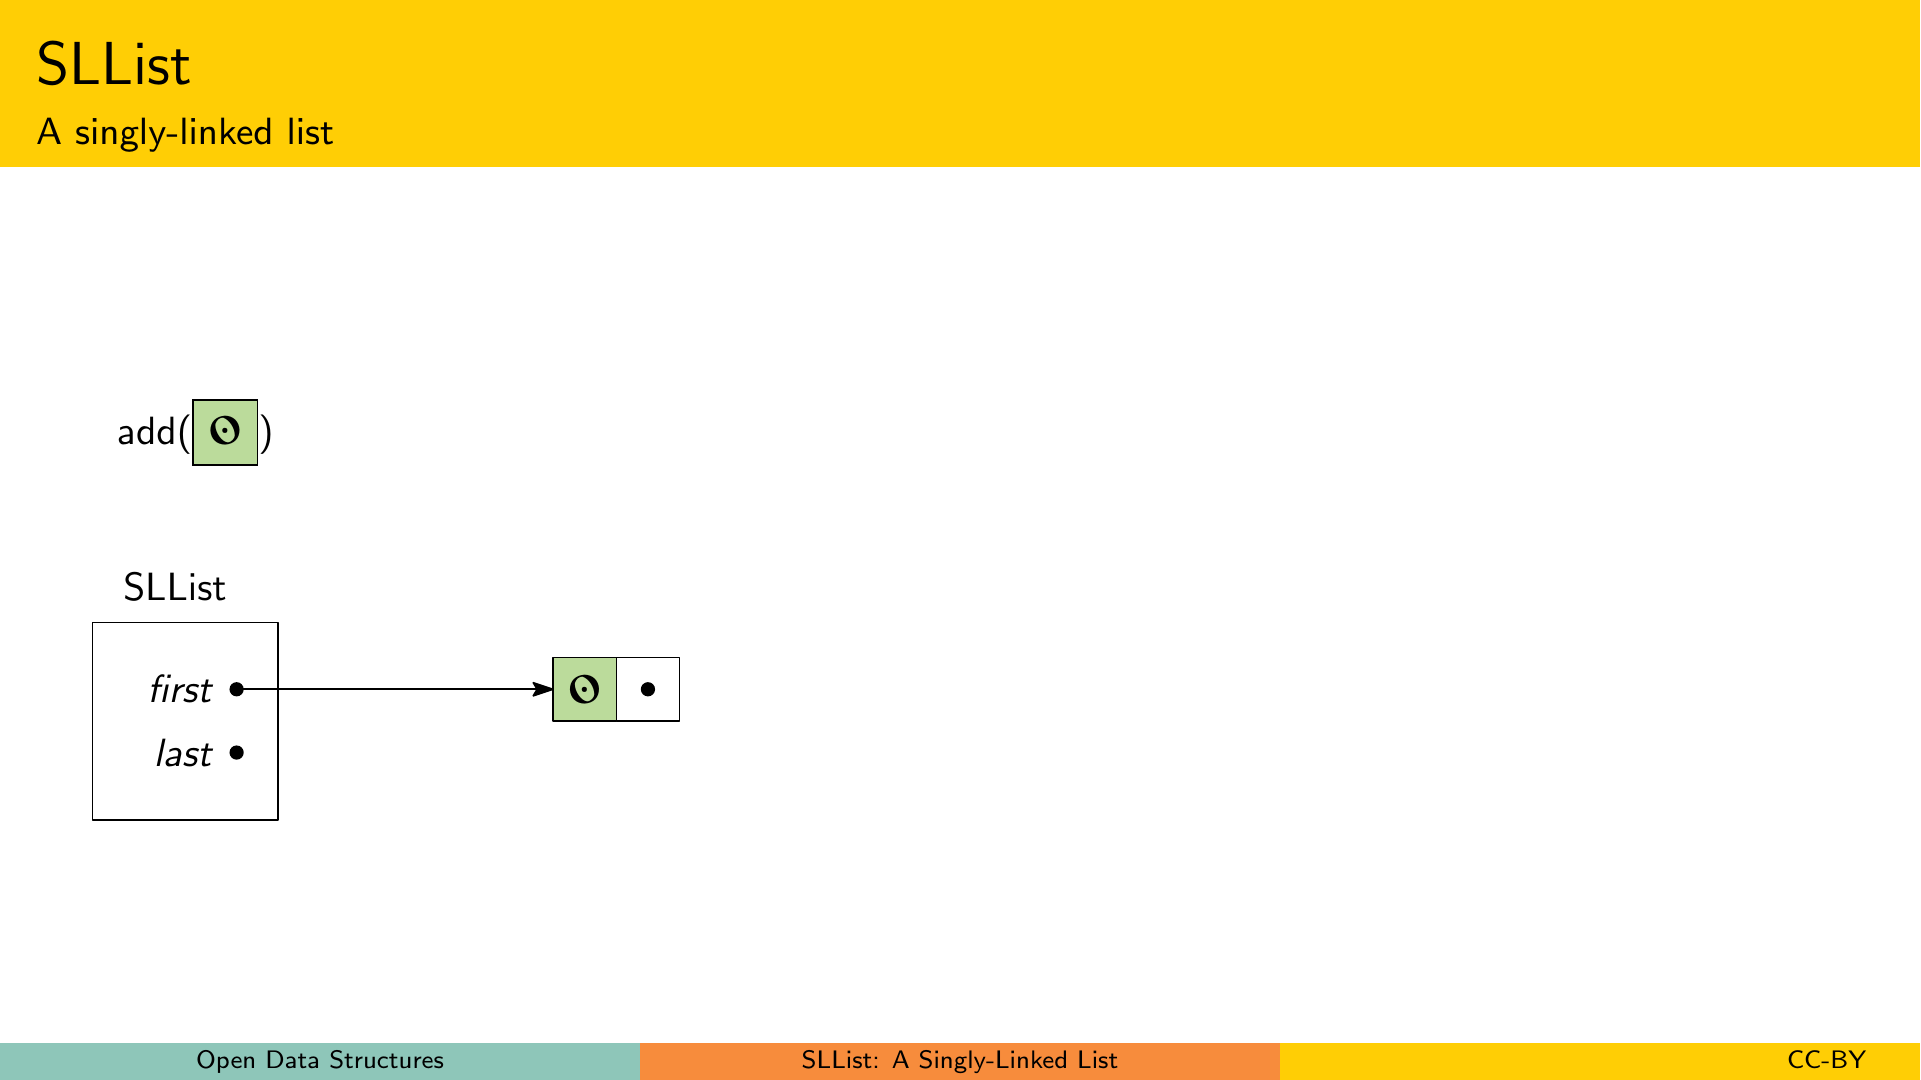 SLList
A singly-linked list
add( )
SLList
first
last
Open Data Structures
SLList: A Singly-Linked List
CC-BY